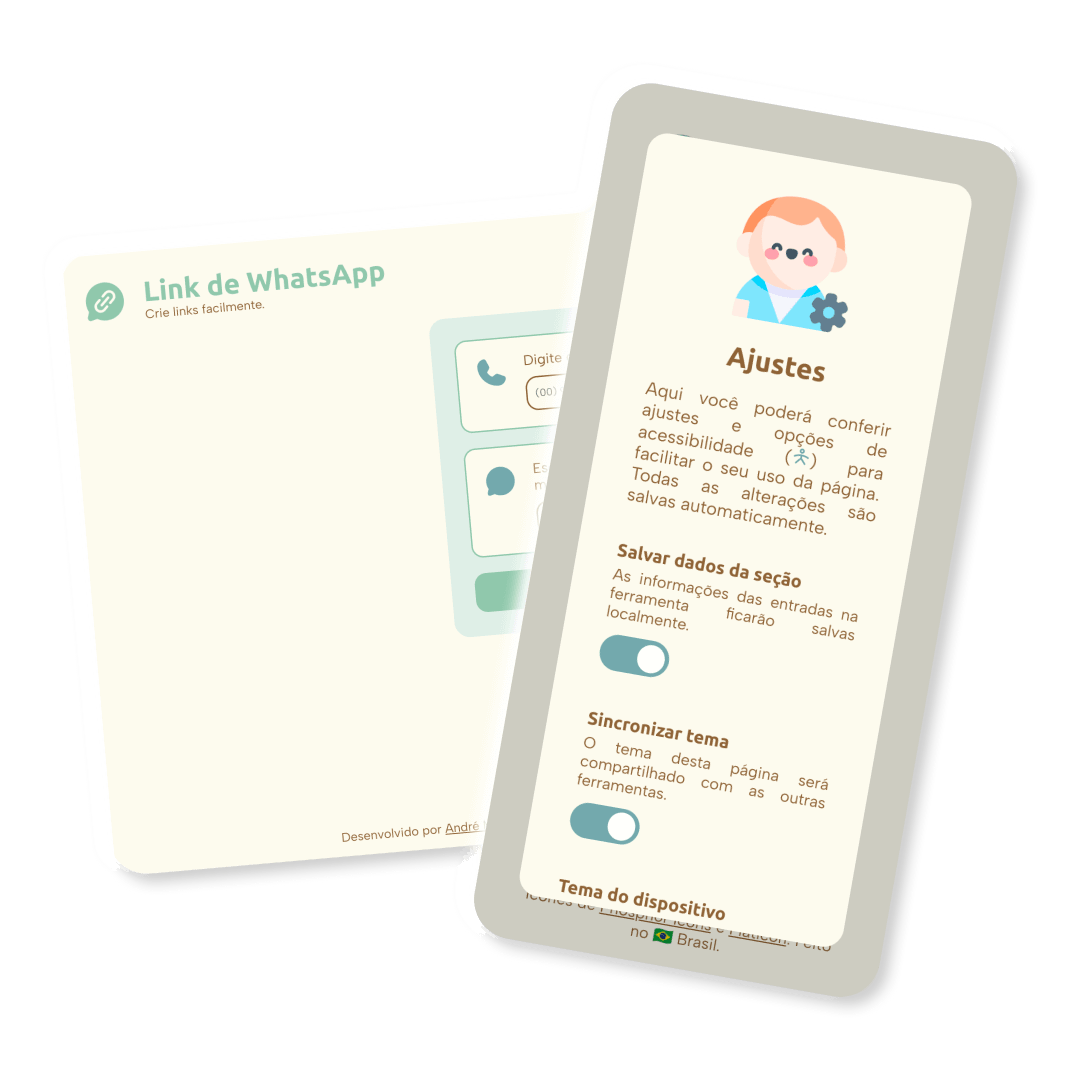 Link de WhatsApp
Crie links facilmente.
Digite
(00)
Es
m
Desenvolvido por André
Ajustes
Aqui você poderá conferir
ajustes e opções de
acessibilidade () para
facilitar o seu uso da página.
Todas as alterações são
salvas automaticamente.
Salvar dados da seção
As informações das entradas na
ferramenta ficarão salvas
localmente.
Sincronizar tema
O tema desta página será
compartilhado com as outras
ferramentas.
Tema do dispositivo
Ícones de Phosphor Icons e Flaticon. Feito
no 🇧🇷 Brasil.